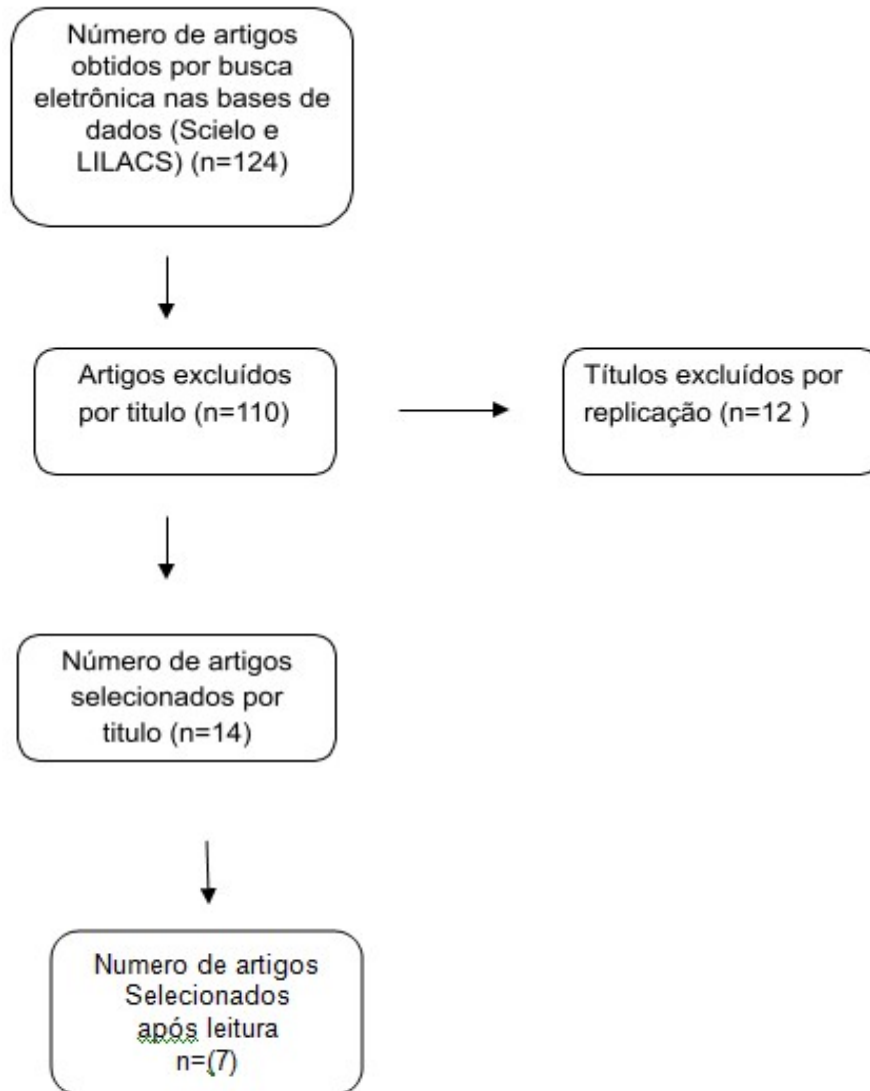 Número de artigos
obtidos por busca
eletrônica nas bases de
dados (Scielo e
LILACS) (n=124)
Artigos excluídos
por titulo (n=110)
Títulos excluídos por
replicação (n=12 )
Número de artigos
selecionados por
titulo (n=14)
Numero de artigos
Selecionados
após leitura
n=(7)